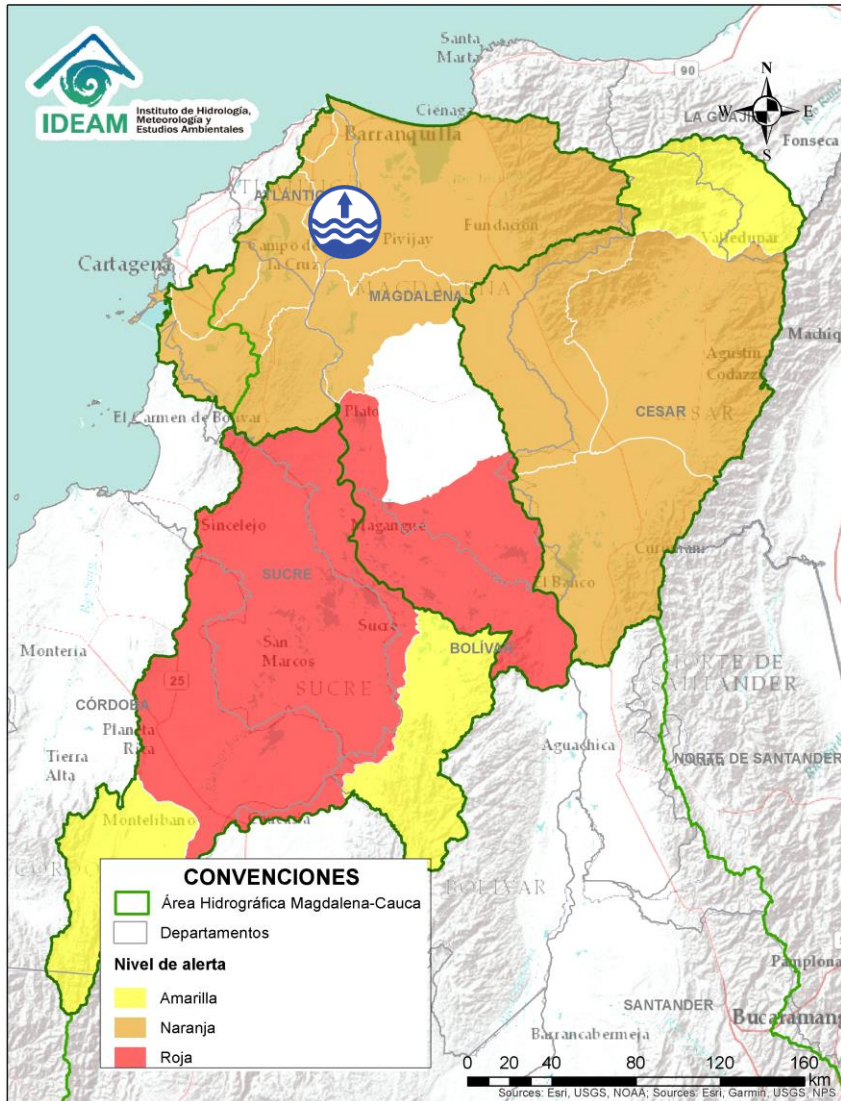 IDEAM
Instituto de Hidrología,
Meteorología y
Estudios Ambientales
Santa
Marta
90
N
W
E
S
Ciénaga
LA GUAJIRA
Fonseca
Barranquilla
ATLÁNTICO
Valledupar
Fundación
Pivijay
Campo de
la Cruz
Cartagena
MAGDALENA
MAGDALENA
Agustín
Codazzi
El Carmen de Bolívar
Plato
CESAR
CESAR
Sincelejo
Magangué
SUCRE
El Banco
Sucre
San
Marcos
BOLÍVAR
Montería
25
SUCRE
NORTE DE
SANTANDER
CÓRDOBA
Planeta
Rica
Tierra
Alta
Aguachica
NORTE DE SANTANDER
Montelíbano
BOLÍVAR
CONVENCIONES
Área Hidrográfica Magdalena-Cauca
Departamentos
Nivel de alerta
Amarilla
Naranja
Roja
Pamplona
SANTANDER
Barrancabermeja
0 20 40 80 120 160
km
Sources: Esri, USGS, NOAA; Sources: Esri, Garmin, USGS, NPS